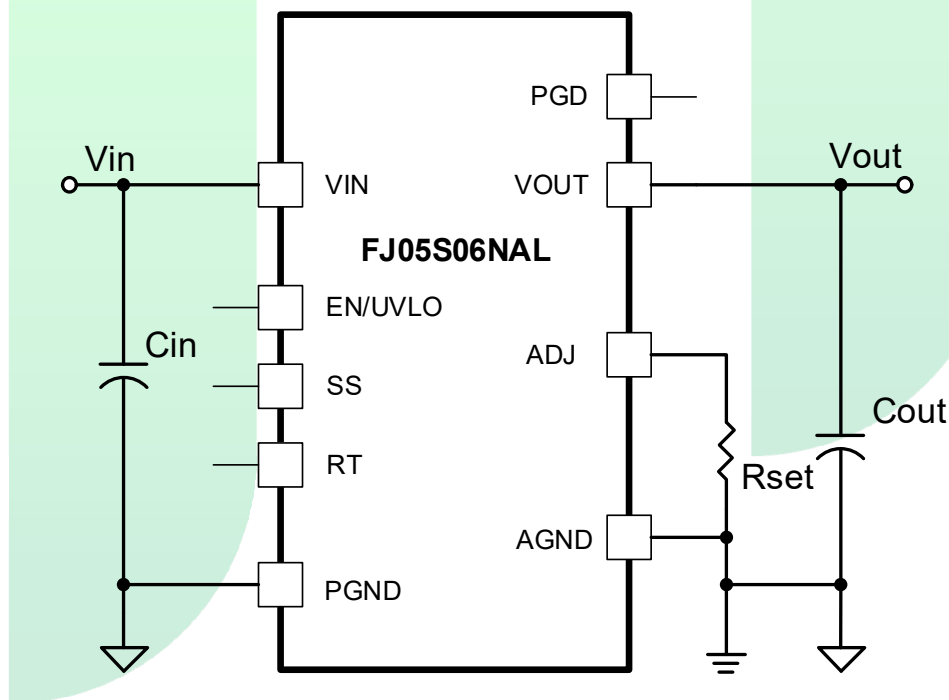 PGD
Vin
Vout
VIN
VOUT
FJ05S06NAL
EN/UVLO
Cin
ADJ
SS
Cout
RT
Rset
AGND
PGND